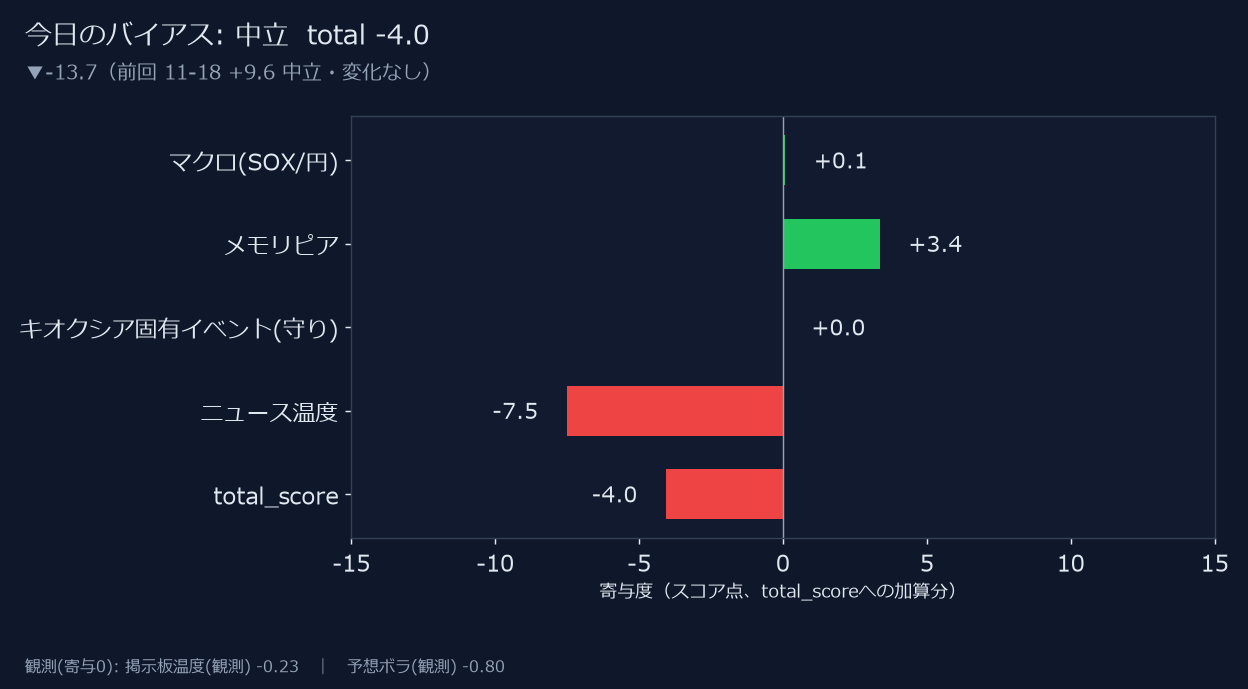 今日のバイアス: 中立  total -4.0
▼-13.7（前回 11-18 +9.6 中立・変化なし）
マクロ(SOX/円)
+0.1
メモリピア
+3.4
キオクシア固有イベント(守り)
+0.0
ニュース温度
-7.5
total_score
-4.0
-15 -10 -5 0 5 10 15
寄与度（スコア点、total_scoreへの加算分）
観測(寄与0): 掲示板温度(観測) -0.23 ｜ 予想ボラ(観測) -0.80